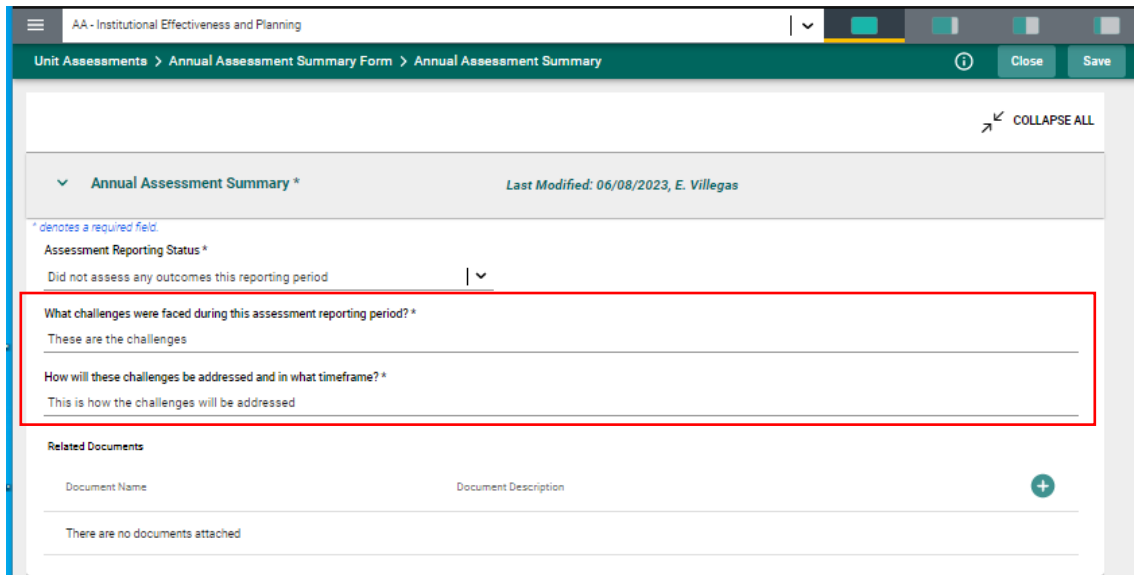 AA - Institutional Effectiveness and Planning
Unit Assessments > Annual Assessment Summary Form > Annual Assessment Summary
Close
Save
COLLAPSE ALL
Annual Assessment Summary *
Last Modified: 06/08/2023, E. Villegas
* denotes a required field.
Assessment Reporting Status *
Did not assess any outcomes this reporting period
What challenges were faced during this assessment reporting period? *
These are the challenges
How will these challenges be addressed and in what timeframe? *
This is how the challenges will be addressed
Related Documents
Document Name
Document Description
There are no documents attached